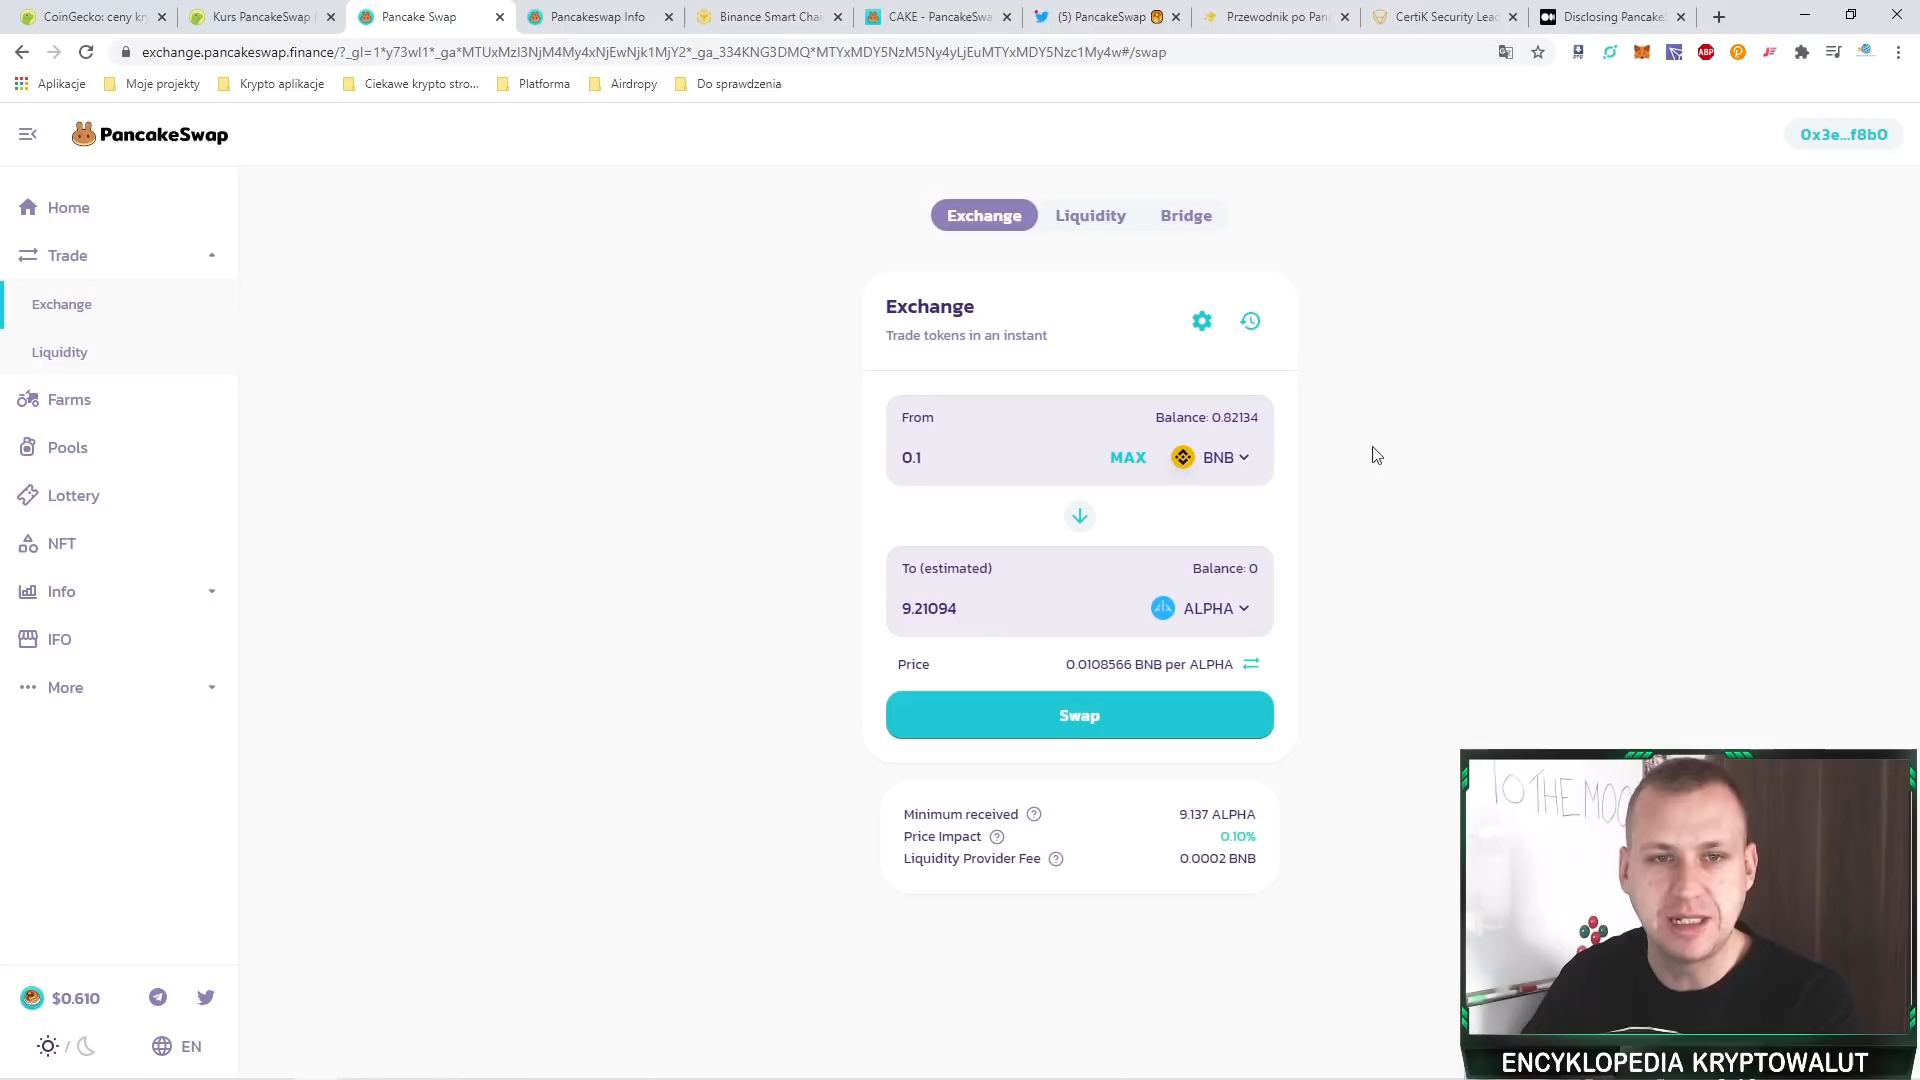 CoinGecko: ceny kr
Kurs PancakeSwap (
Pancake Swap
Pancakeswap Info
Binance Smart Chai
CAKE - PancakeSwa
(5) PancakeSwap
Przewodnik po Pan
CertiK Security Lead
Disclosing Pancake
exchange.pancakeswap.finance/?_gl=1*y73wl1*_ga*MTUxMzI3NjM4My4xNjEwNjk1MjY2*_ga_334KNG3DMQ*MTYxMDY5NzM5Ny4yLjEuMTYxMDY5Nzc1My4w#/swap
Aplikacje
Moje projekty
Krypto aplikacje
Ciekawe krypto stro...
Platforma
Airdropy
Do sprawdzenia
PancakeSwap
0x3e...f8b0
Home
Trade
Exchange
Liquidity
Farms
Pools
Lottery
NFT
Info
IFO
More
$0.610
/
EN
Exchange
Liquidity
Bridge
Exchange
Trade tokens in an instant
From
Balance: 0.82134
0.1
MAX
BNB
To (estimated)
Balance: 0
9.21094
ALPHA
Price
0.0108566 BNB per ALPHA
Swap
Minimum received ?
9.137 ALPHA
Price Impact ?
0.10%
Liquidity Provider Fee ?
0.0002 BNB
TO THE MOO
ENCYKLOPEDIA KRYPTOWALUT